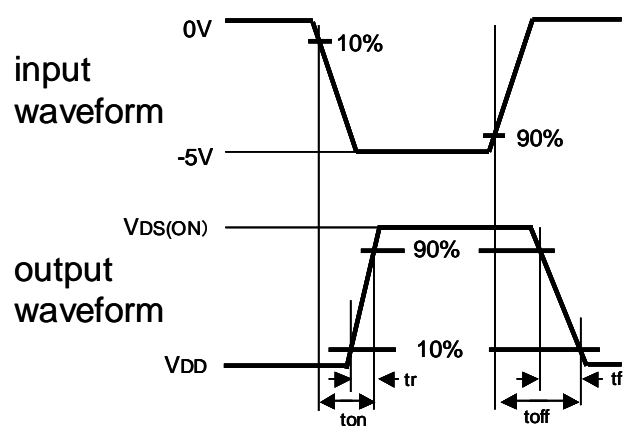 0V
10%
input
waveform
90%
-5V
VDS(ON)
90%
output
waveform
10%
VDD
tr
tf
ton
toff